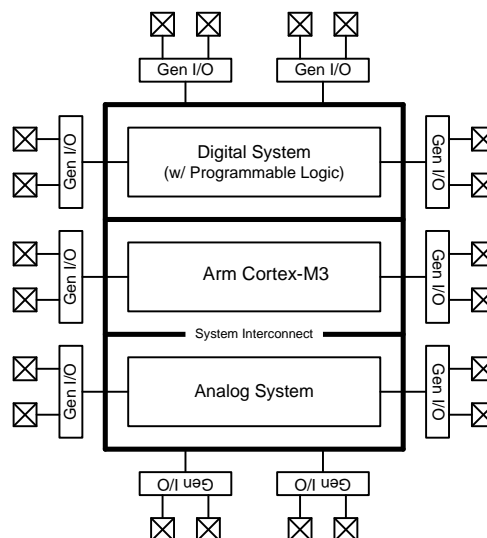 Gen I/O
Gen I/O
Gen I/O
Digital System
(w/ Programmable Logic)
Gen I/O
Gen I/O
Arm Cortex-M3
Gen I/O
System Interconnect
Gen I/O
Analog System
Gen I/O
Gen I/O
Gen I/O